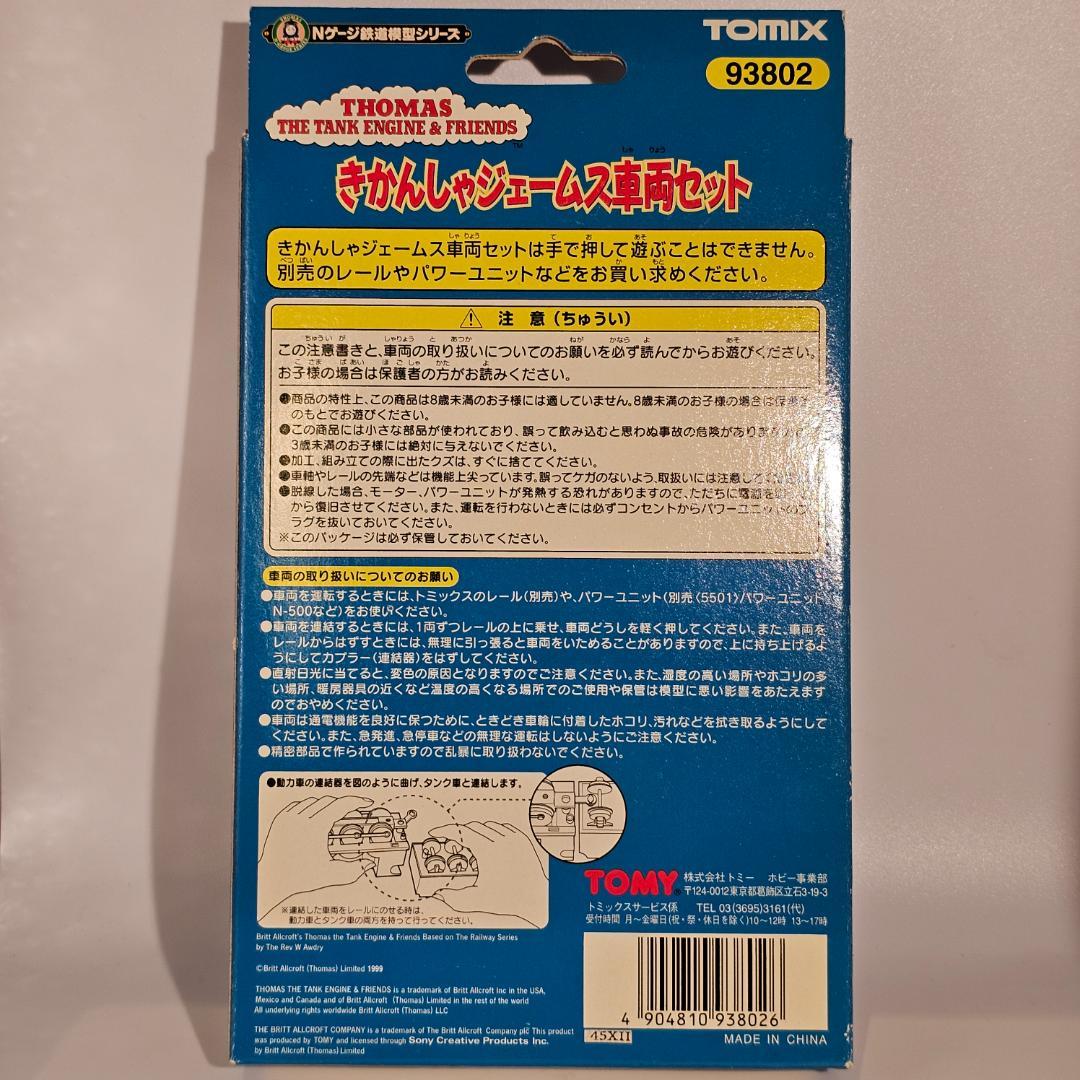 Nゲージ鉄道模型シリーズ
TOMIX
93802
THOMAS
THE TANK ENGINE & FRIENDS
TM
きかんしゃジェームス車両セット
きかんしゃジェームス車両セットは手で押して遊ぶことはできません。
別売のレールやパワーユニットなどをお買い求めください。
注 意(ちゅうい)
この注意書きと、車両の取り扱いについてのお願いを必ず読んでからお遊びください。
お子様の場合は保護者の方がお読みください。
商品の特性上、この商品は8歳未満のお子様には適していません。8歳未満のお子様の場合は保護者
のもとでお遊びください。
この商品には小さな部品が使われており、誤って飲み込むと思わぬ事故の危険があります
3歳未満のお子様には絶対に与えないでください。
加工、組み立ての際に出たクズは、すぐに捨ててください。
車軸やレールの先端などは機能上尖っています。誤ってケガのないよう、取扱いには注意してください。
脱線した場合、モーター、パワーユニットが発熱する恐れがありますので、ただちに電源を
から復旧させてください。また、運転を行わないときには必ずコンセントからパワーユニットのプ
ラグを抜いておいてください。
※このパッケージは必ず保管しておいてください。
車両の取り扱いについてのお願い
●車両を運転するときには、トミックスのレール(別売)や、パワーユニット(別売〈5501〉パワーユニット
N-500など)をお使いください。
●車両を連結するときには、1両ずつレールの上に乗せ、車両どうしを軽く押してください。また、車両を
レールからはずすときには、無理に引っ張ると車両をいためることがありますので、上に持ち上げるよ
うにしてカプラー(連結器)をはずしてください。
●直射日光に当てると、変色の原因となりますのでご注意ください。また、湿度の高い場所やホコリの多
い場所、暖房器具の近くなど温度の高くなる場所でのご使用や保管は模型に悪い影響をあたえます
のでおやめください。
●車両は通電機能を良好に保つために、ときどき車輪に付着したホコリ、汚れなどを拭き取るようにして
ください。また、急発進、急停車などの無理な運転はしないようにご注意ください。
●精密部品で作られていますので乱暴に取り扱わないでください。
●動力車の連結器を図のように曲げ、タンク車と連結します。
※連結した車両をレールにのせる時は、
動力車とタンク車の両方を持って行ってください。
TOMY
株式会社トミー ホビー事業部
〒124-0012東京都葛飾区立石3-19-3
トミックスサービス係 TEL 03(3695)3161(代)
受付時間 月~金曜日(祝・祭・休日を除く)10~12時 13~17時
Britt Allcroft's Thomas the Tank Engine & Friends Based on The Railway Series
by The Rev W Awdry
©Britt Allcroft (Thomas) Limited 1999
THOMAS THE TANK ENGINE & FRIENDS is a trademark of Britt Allcroft Inc in the USA,
Mexico and Canada and of Britt Allcroft (Thomas) Limited in the rest of the world
All underlying rights worldwide Britt Allcroft (Thomas) LLC
THE BRITT ALLCROFT COMPANY is a trademark of The Britt Allcroft Company plc This product
was produced by TOMY and licensed through Sony Creative Products Inc.
by Britt Allcroft (Thomas) Limited
4 904810 938026
45XII
MADE IN CHINA